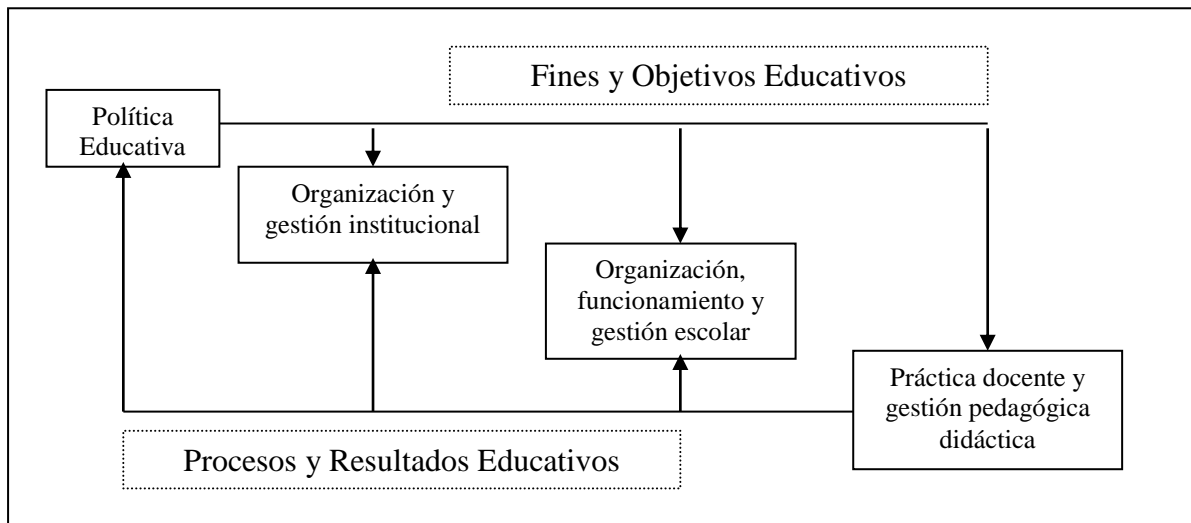 Fines y Objetivos Educativos
Política
Educativa
Organización y
gestión institucional
Organización,
funcionamiento y
gestión escolar
Práctica docente y
gestión pedagógica
didáctica
Procesos y Resultados Educativos